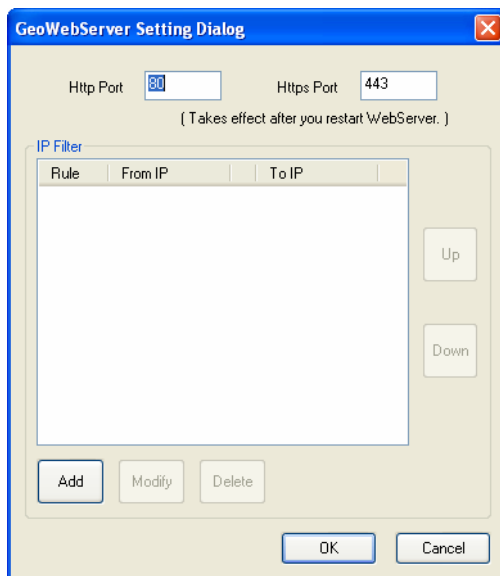 GeoWebServer Setting Dialog
Http Port 80 Https Port 443
( Takes effect after you restart WebServer. )
IP Filter
Rule From IP To IP
Up
Down
Add Modify Delete
OK Cancel